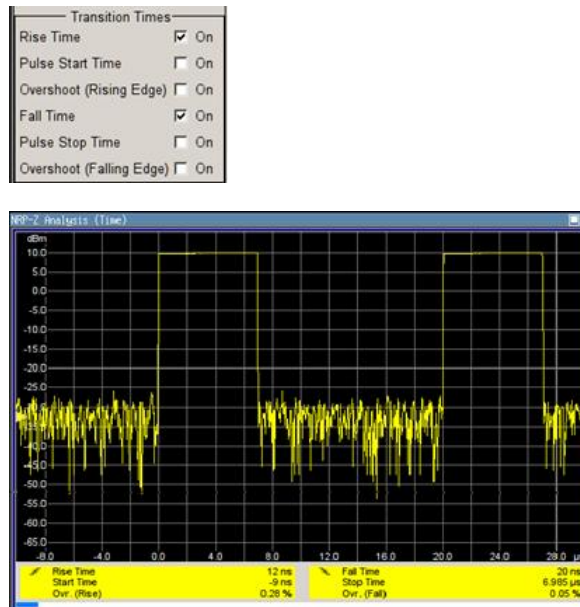 Transition Times
Rise Time On
Pulse Start Time On
Overshoot (Rising Edge) On
Fall Time On
Pulse Stop Time On
Overshoot (Falling Edge) On
NRP-Z Analysis (Time)
dBm
10.0
5.0
0.0
-5.0
-10.0
-15.0
-20.0
-25.0
-50.0
-55.0
-60.0
-65.0
-8.0 -4.0 0.0 4.0 8.0 12.0 16.0 20.0 24.0 28.0 µs
Rise Time 12 ns Fall Time 20 ns
Start Time -9 ns Stop Time 6.985 µs
Ovr. (Rise) 0.28 % Ovr. (Fall) 0.05 %